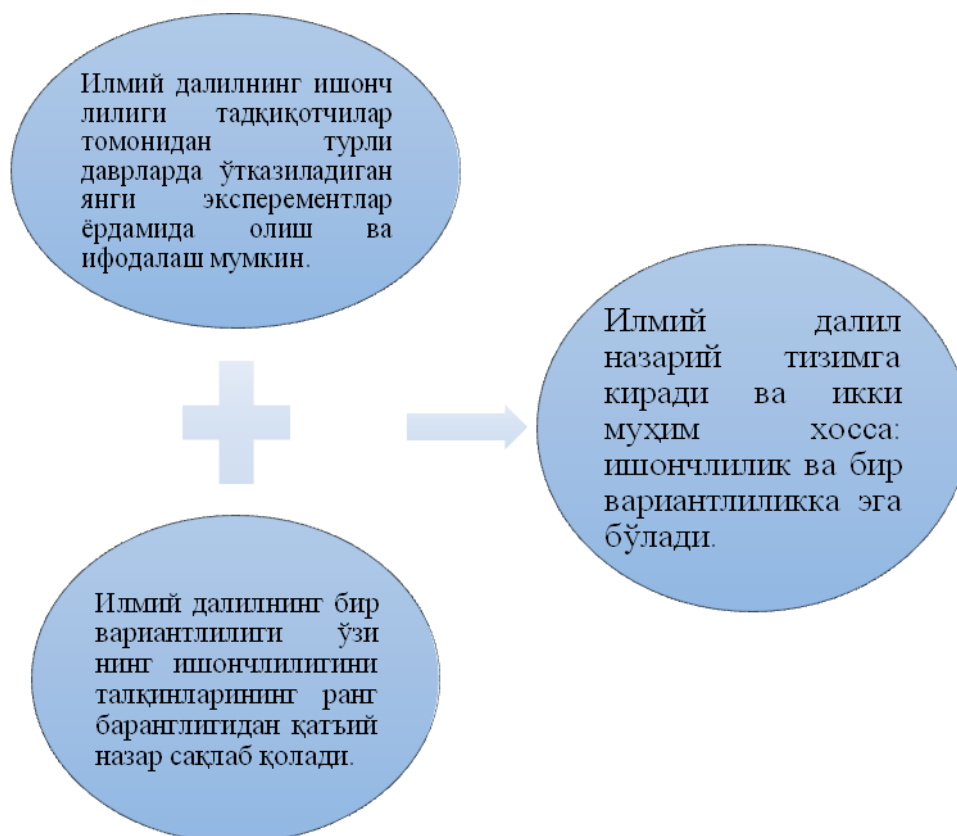 Илмий далилнинг ишонч
лилиги тадқиқотчилар
томонидан турли
даврларда ўтказиладиган
янги эксперементлар
ёрдамида олиш ва
ифодалаш мумкин.
Илмий далил
назарий тизимга
киради ва икки
муҳим хосса:
ишончлилик ва бир
вариантлиликка эга
бўлади.
Илмий далилнинг бир
вариантлилиги ўзи
нинг ишончлилигини
талқинларининг ранг
баранглигидан қатъий
назар сақлаб қолади.